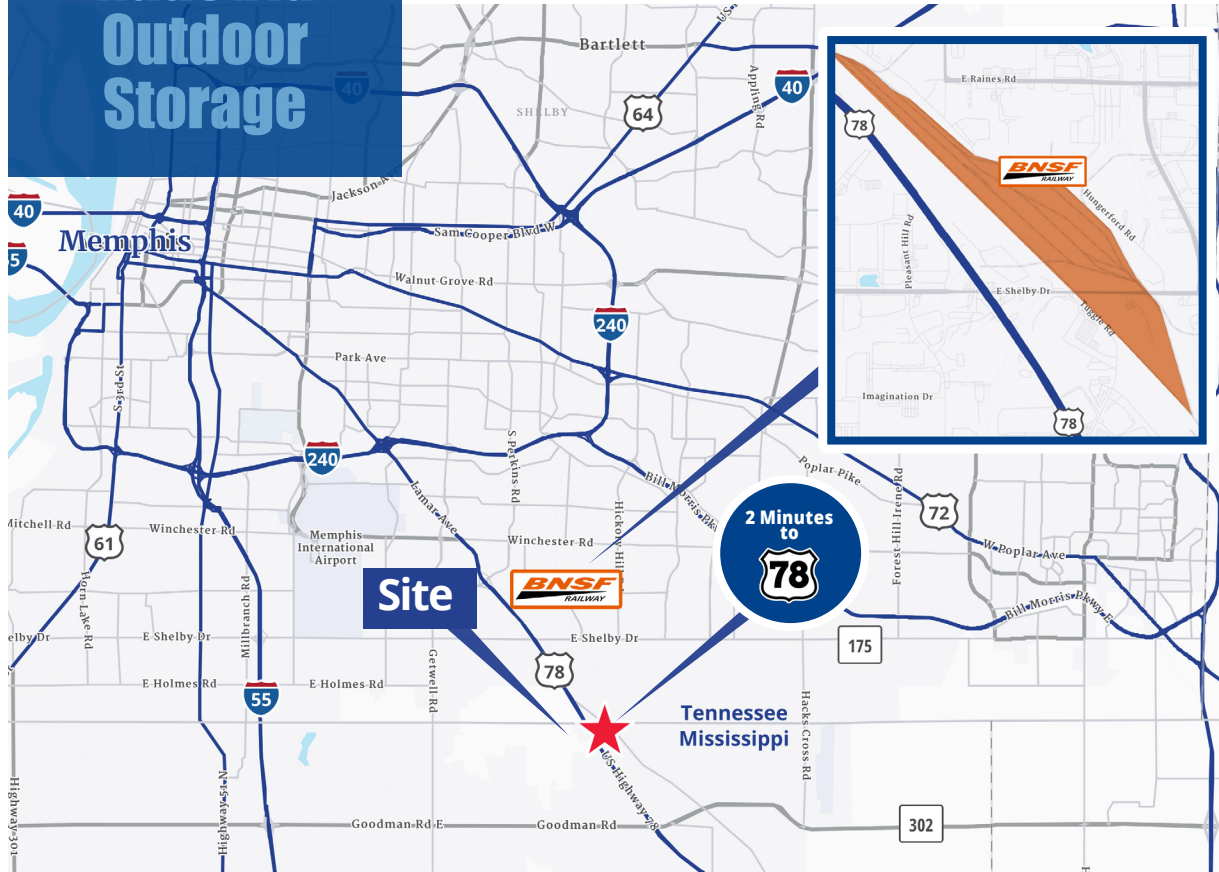 Outdoor
Storage
Bartlett
US
Appling Rd
40
40
64
SHELBY
Jackson
40
Memphis
Sam Cooper Blvd W
Walnut Grove Rd
240
Park Ave
S 3rd St
240
S Perkins Rd
Lamar Ave
Bill Morris
Hickory Hill
Poplar Pike
Forest-Hill-Irene Rd
72
W Poplar Ave
Bill Morris Pkwy E
Mitchell Rd
61
Winchester Rd
Memphis
International
Airport
Winchester Rd
2 Minutes
to
78
Site
BNSF
RAILWAY
Horn Lake Rd
Millbranch Rd
E Shelby Dr
E Shelby Dr
175
E Holmes Rd
E Holmes Rd
Getwell Rd
55
78
Tennessee
Mississippi
Hacks Cross Rd
US Highway 78
Highway 301
Highway 51 N
Goodman Rd E
Goodman Rd
302
E Raines Rd
78
BNSF
RAILWAY
Hungerford Rd
Pleasant Hill Rd
E Shelby Dr
Tuggle Rd
Imagination Dr
78